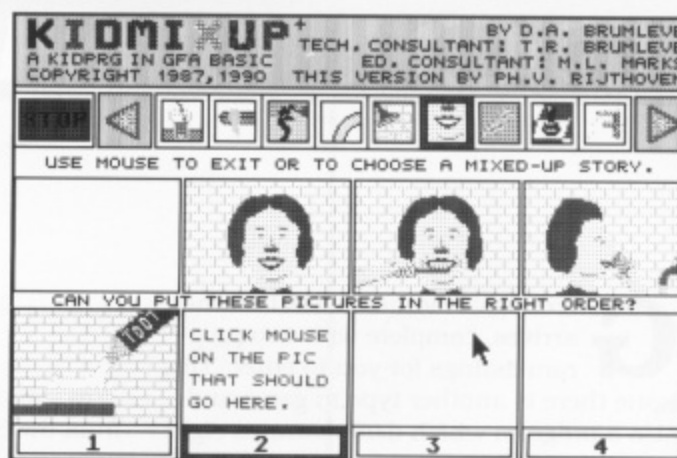 KIDMIXUP+
BY D.A. BRUMLEVE
TECH. CONSULTANT: T.R. BRUMLEVE
A KIDPRG IN GFA BASIC
ED. CONSULTANT: M.L. MARKS
COPYRIGHT 1987,1990
THIS VERSION BY PH.V. RIJTHOVEN
STOP
USE MOUSE TO EXIT OR TO CHOOSE A MIXED-UP STORY.
CAN YOU PUT THESE PICTURES IN THE RIGHT ORDER?
CLICK MOUSE
ON THE PIC
THAT SHOULD
GO HERE.
1
2
3
4